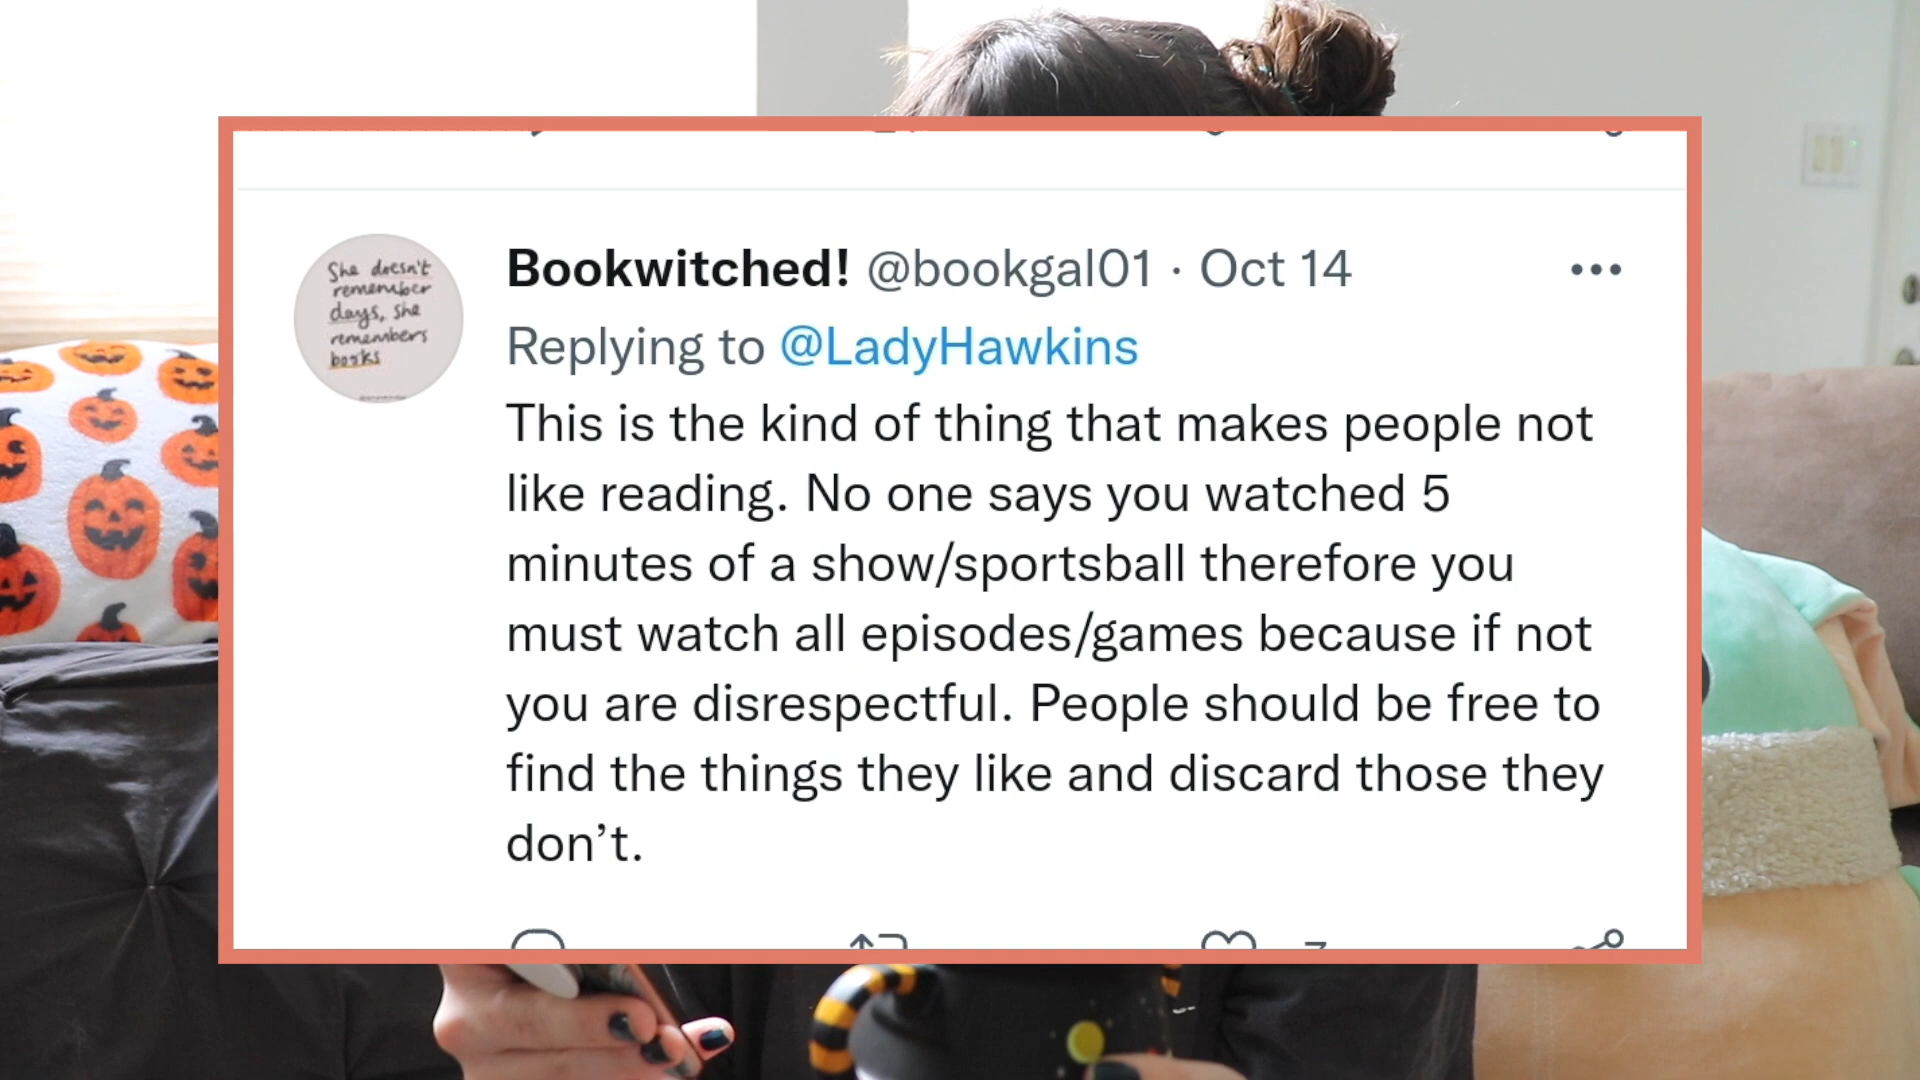 She doesn't
remember
days, she
remembers
books
Bookwitched! @bookgal01 · Oct 14
Replying to @LadyHawkins
This is the kind of thing that makes people not
like reading. No one says you watched 5
minutes of a show/sportsball therefore you
must watch all episodes/games because if not
you are disrespectful. People should be free to
find the things they like and discard those they
don’t.